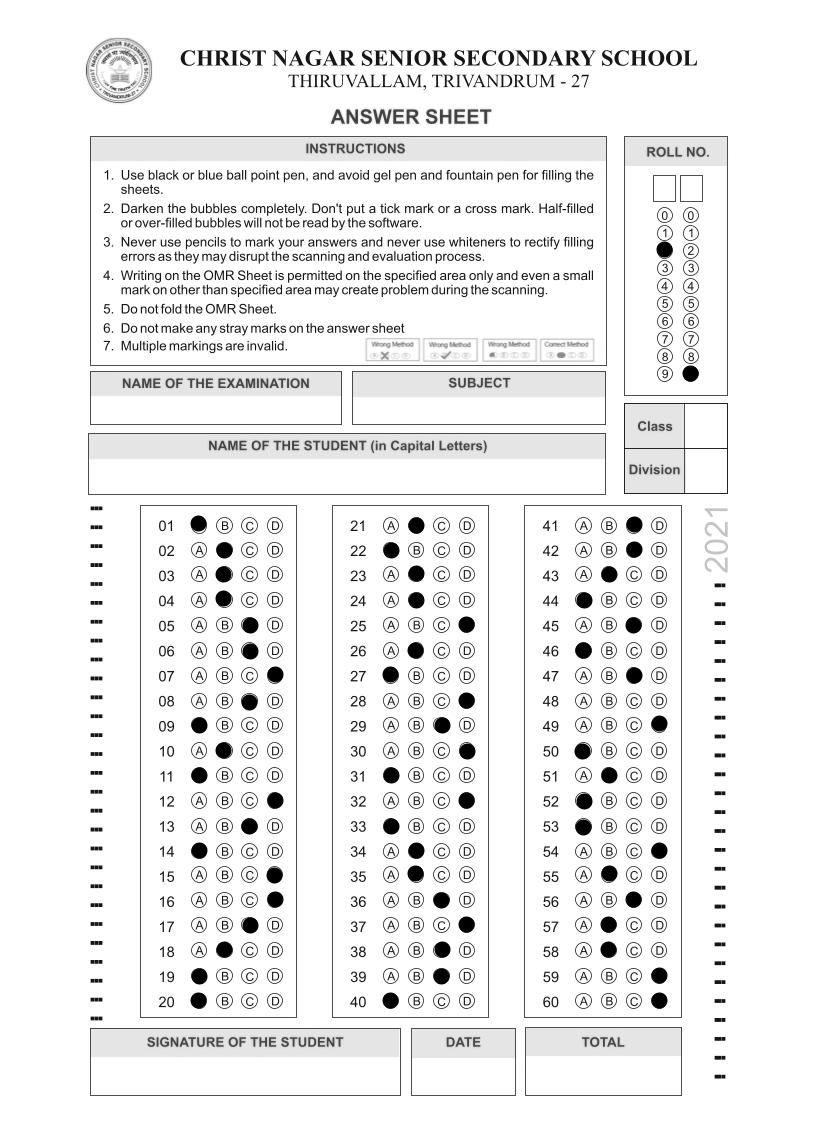 CHRIST NAGAR SENIOR SECONDARY SCHOOL
THIRUVALLAM, TRIVANDRUM - 27
ANSWER SHEET
INSTRUCTIONS
1. Use black or blue ball point pen, and avoid gel pen and fountain pen for filling the
sheets.
2. Darken the bubbles completely. Don't put a tick mark or a cross mark. Half-filled
or over-filled bubbles will not be read by the software.
3. Never use pencils to mark your answers and never use whiteners to rectify filling
errors as they may disrupt the scanning and evaluation process.
4. Writing on the OMR Sheet is permitted on the specified area only and even a small
mark on other than specified area may create problem during the scanning.
5. Do not fold the OMR Sheet.
6. Do not make any stray marks on the answer sheet
7. Multiple markings are invalid.
Wrong Method Wrong Method Wrong Method Correct Method
ROLL NO.
0 0
1 1
2
3 3
4 4
5 5
6 6
7 7
8 8
9
NAME OF THE EXAMINATION
SUBJECT
NAME OF THE STUDENT (in Capital Letters)
Class
Division
2021
01 B C D
02 A C D
03 A C D
04 A C D
05 A B D
06 A B D
07 A B C
08 A B D
09 B C D
10 A C D
11 B C D
12 A B C
13 A B D
14 B C D
15 A B C
16 A B C
17 A B D
18 A C D
19 B C D
20 B C D
21 A C D
22 B C D
23 A C D
24 A C D
25 A B C
26 A C D
27 B C D
28 A B C
29 A B D
30 A B C
31 B C D
32 A B C
33 B C D
34 A C D
35 A C D
36 A B D
37 A B C
38 A B D
39 A B D
40 B C D
41 A B D
42 A B D
43 A C D
44 B C D
45 A B D
46 B C D
47 A B D
48 A B C D
49 A B C
50 B C D
51 A C D
52 B C D
53 B C D
54 A B C
55 A C D
56 A B D
57 A C D
58 A C D
59 A B C
60 A B C
SIGNATURE OF THE STUDENT
DATE
TOTAL